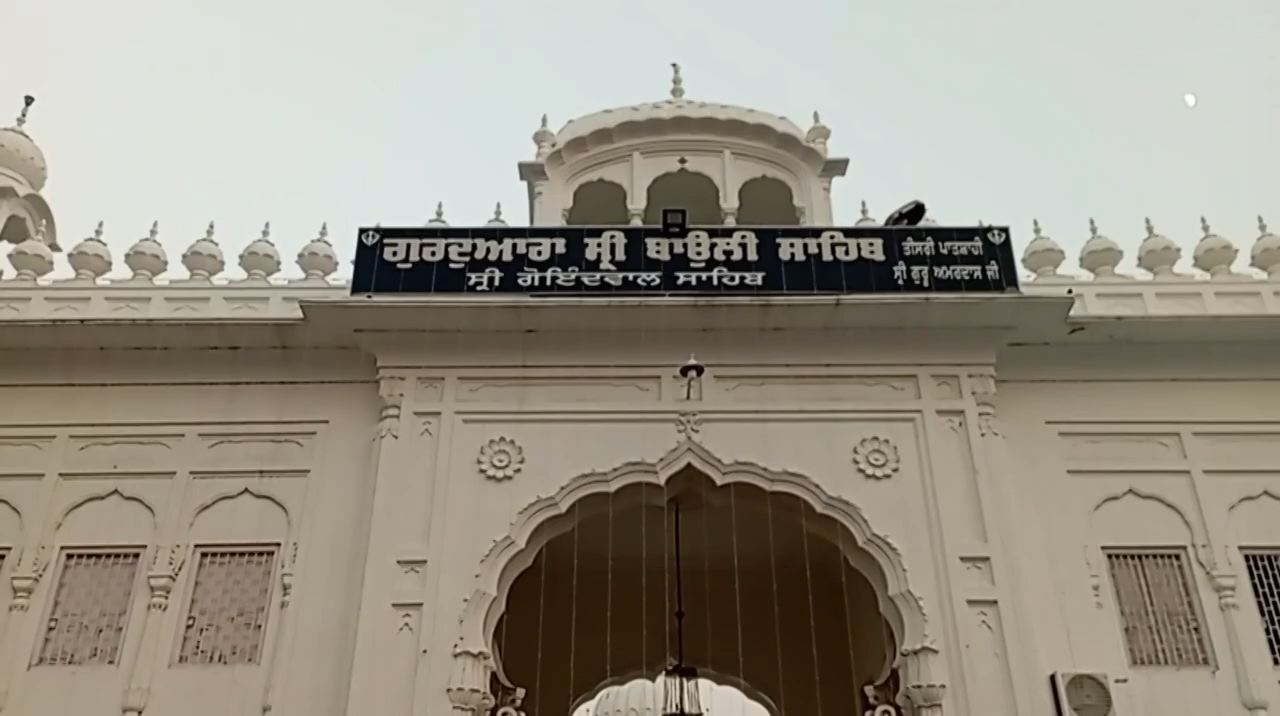 ਗੁਰਦੁਆਰਾ ਸ੍ਰੀ ਬਾਉਲੀ ਸਾਹਿਬ
ਸ੍ਰੀ ਗੋਇੰਦਵਾਲ ਸਾਹਿਬ
ਤੀਸਰੀ ਪਾਤਸ਼ਾਹੀ
ਸ੍ਰੀ ਗੁਰੂ ਅਮਰਦਾਸ ਜੀ